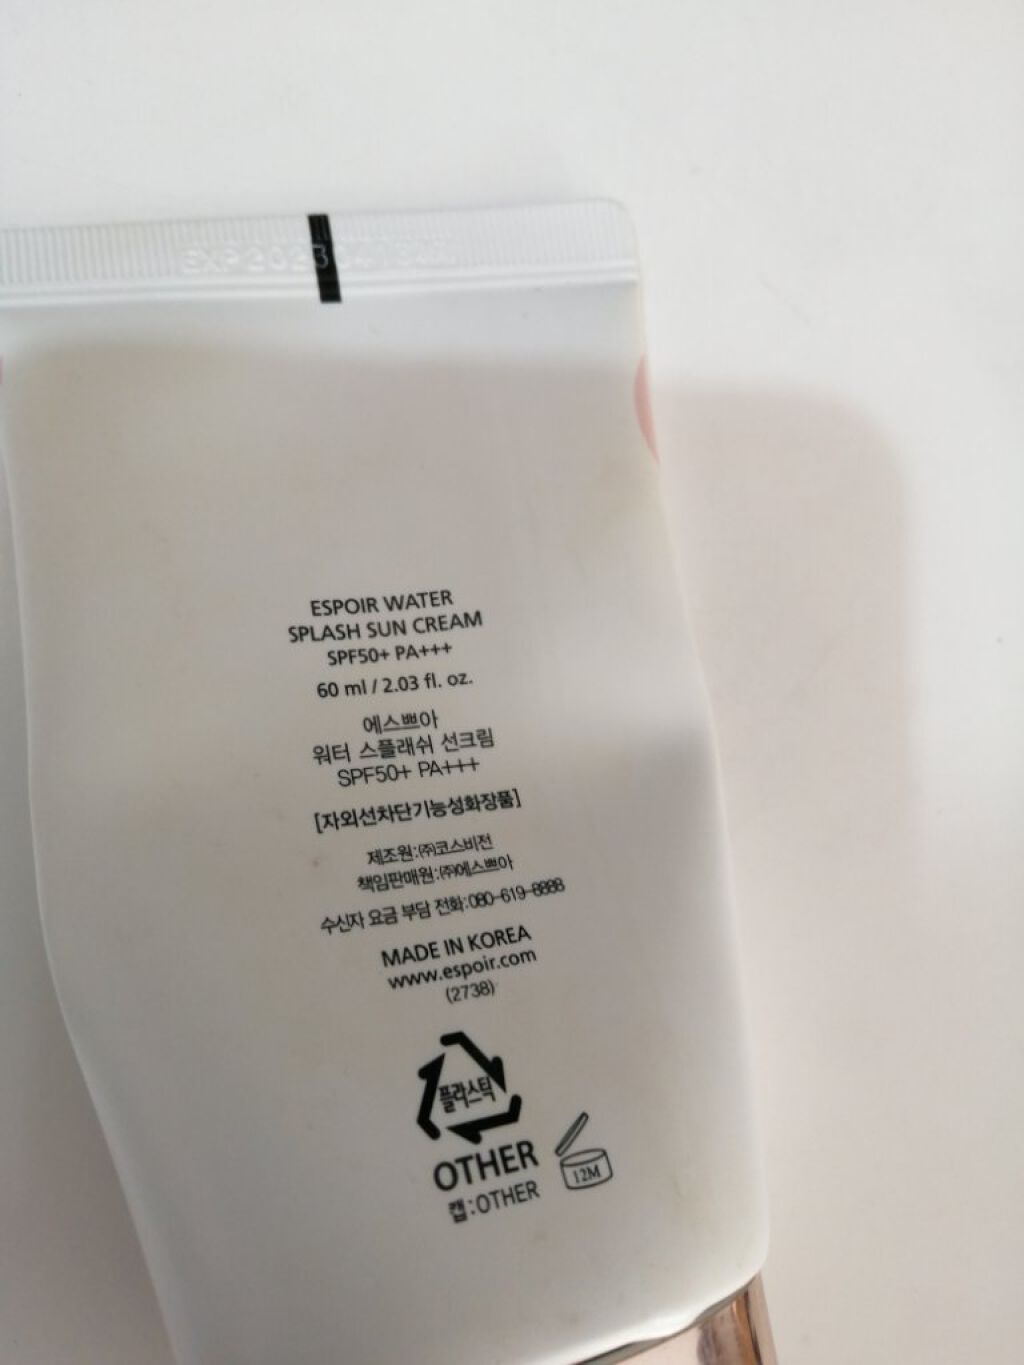 EXP 2023
ESPOIR WATER
SPLASH SUN CREAM
SPF50+ PA+++
60 ml / 2.03 fl. oz.
에스쁘아
워터 스플래쉬 선크림
SPF50+ PA+++
[자외선차단기능성화장품]
제조원:㈜코스비전
책임판매원:㈜에스쁘아
수신자 요금 부담 전화:080-619-8888
MADE IN KOREA
www.espoir.com
(2738)
플라스틱
OTHER
캡:OTHER
12M